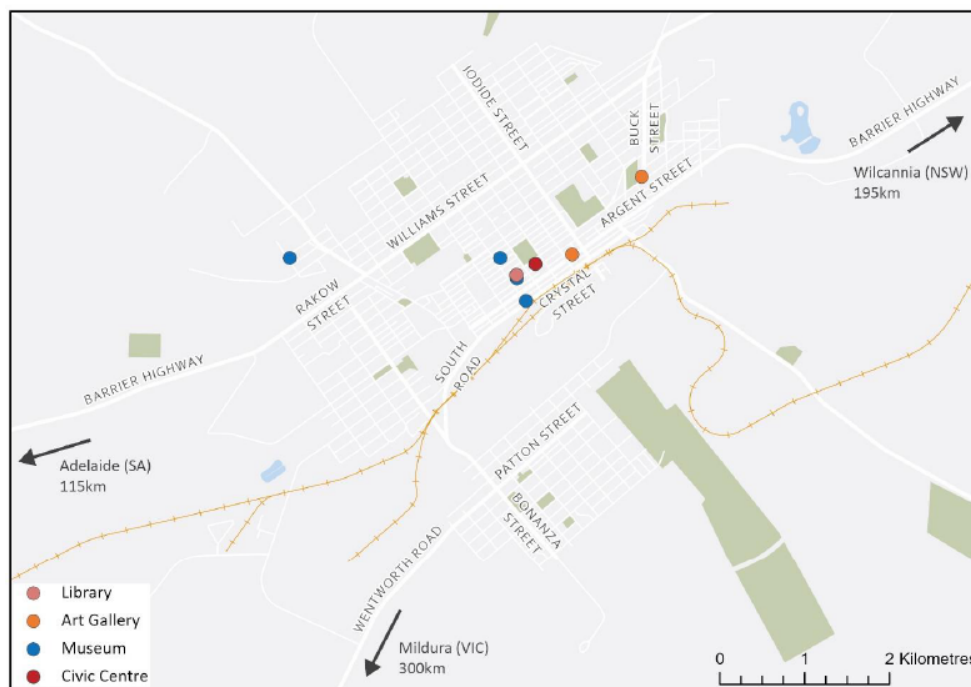 IODIDE STREET
BUCK
STREET
BARRIER HIGHWAY
ARGENT STREET
Wilcannia (NSW)
195km
WILLIAMS STREET
RAKOW
STREET
CRYSTAL
STREET
SOUTH
ROAD
BARRIER HIGHWAY
PATTON STREET
Adelaide (SA)
115km
BONANZA
STREET
WENTWORTH ROAD
Library
Art Gallery
Museum
Civic Centre
Mildura (VIC)
300km
0 1 2 Kilometres